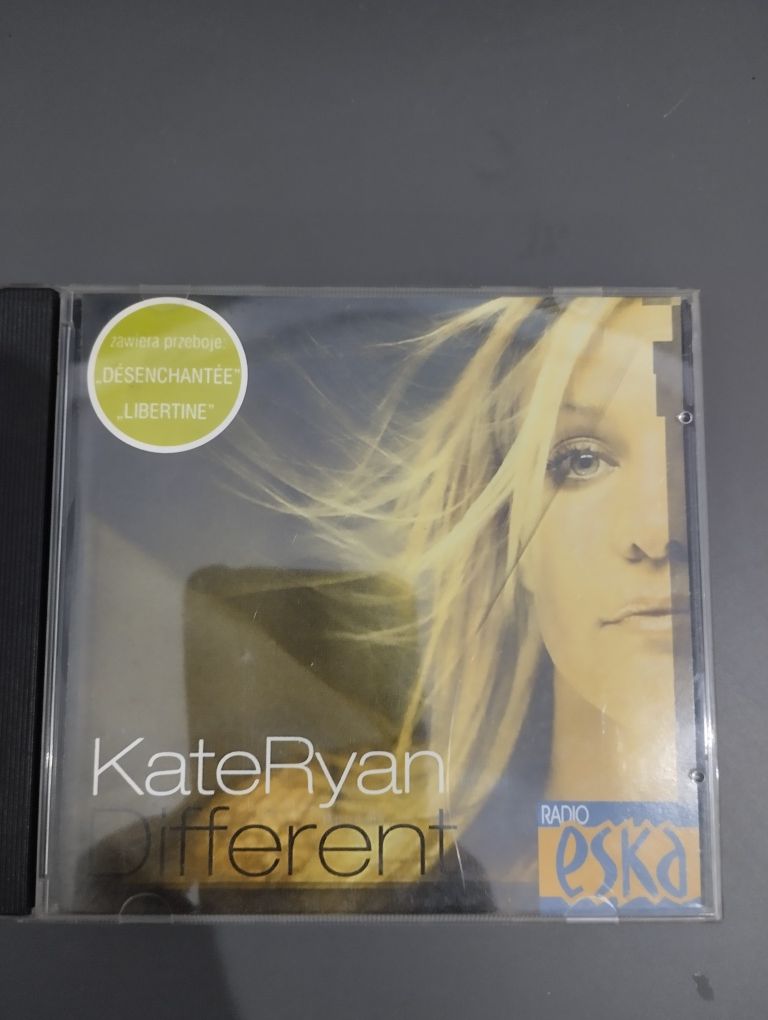 zawiera przeboje:
„DÉSENCHANTÉE”
„LIBERTINE”
KateRyan
Different
RADIO
eska